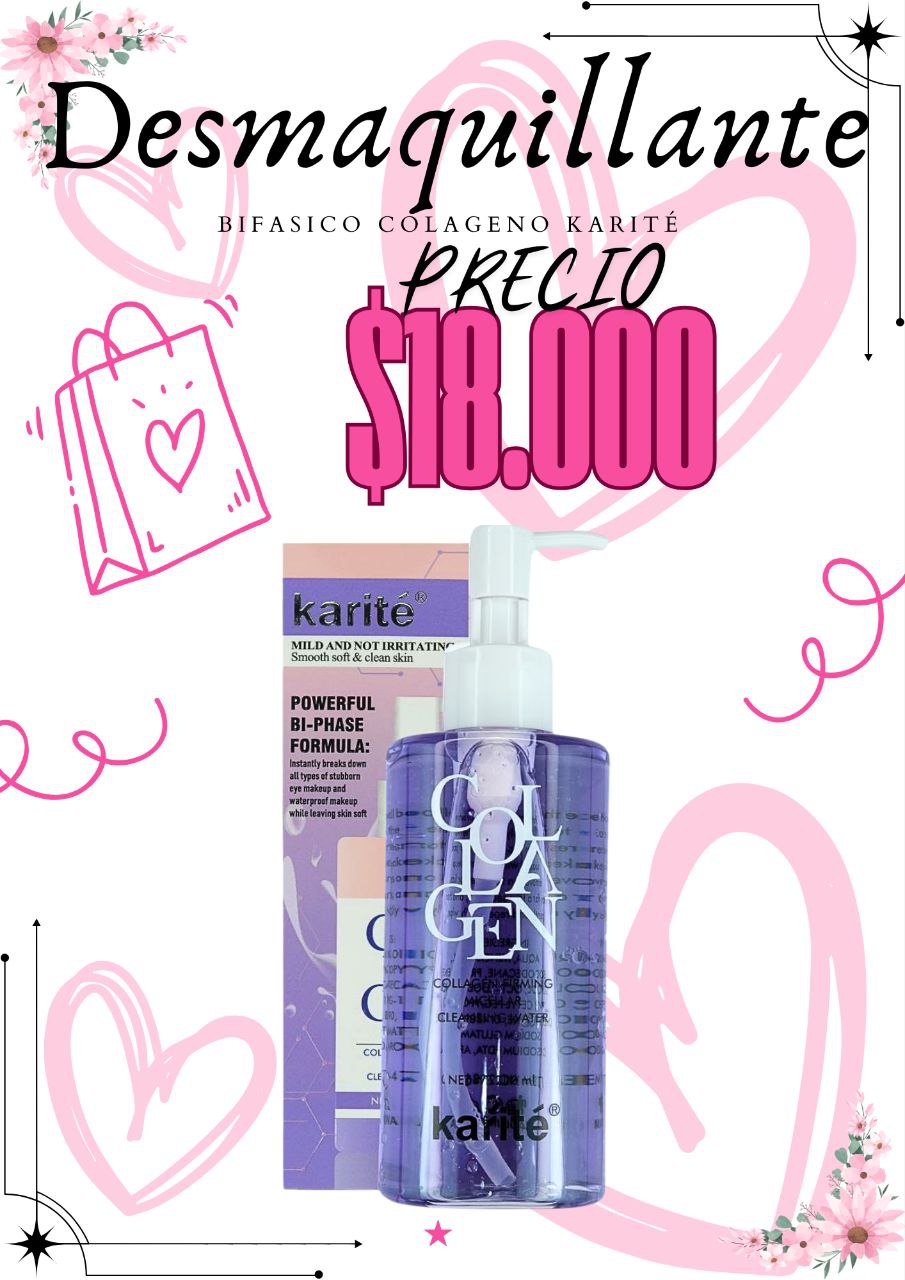 Desmaquillante
BIFASICO COLAGENO KARITÉ
PRECIO
$18.000
karité®
MILD AND NOT IRRITATING
Smooth soft & clean skin
POWERFUL
BI-PHASE
FORMULA:
Instantly breaks down
all types of stubborn
eye makeup and
waterproof makeup
while leaving skin soft
COL
LA
GEN
COLLAGEN FIRMING
MICELLAR
CLEANSING WATER
karité®